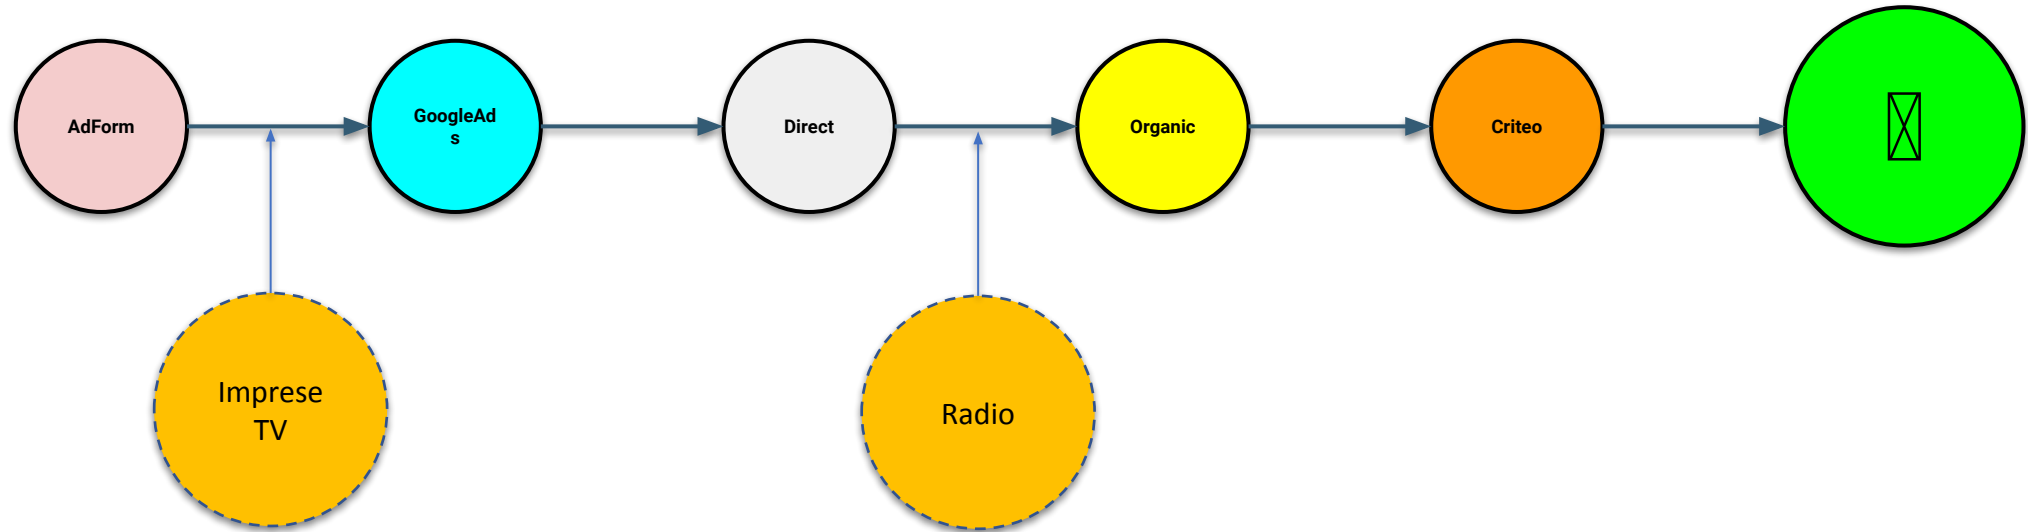 AdForm
GoogleAd
s
Direct
Organic
Criteo
Imprese
TV
Radio